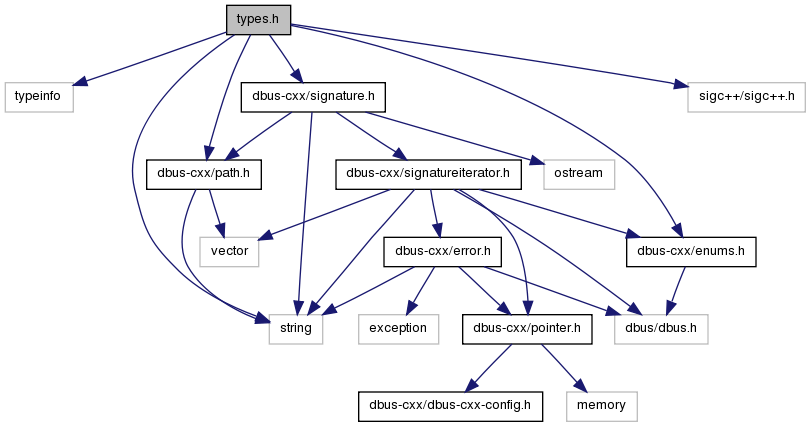 types.h
typeinfo
dbus-cxx/signature.h
sigc++/sigc++.h
dbus-cxx/path.h
dbus-cxx/signatureiterator.h
ostream
vector
dbus-cxx/error.h
dbus-cxx/enums.h
string
exception
dbus-cxx/pointer.h
dbus/dbus.h
dbus-cxx/dbus-cxx-config.h
memory